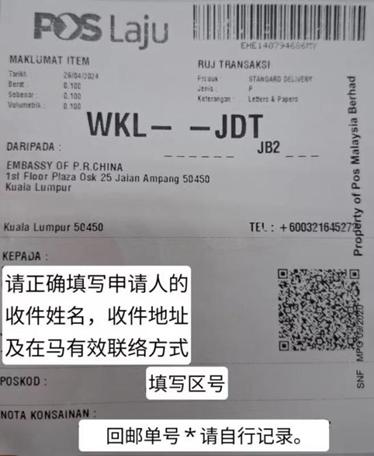 POS Laju
EHE140794686MY
MAKLUMAT ITEM
RUJ TRANSAKSI
Tarikh : 26/04/2024
Produk : STANDARD DELIVERY
Berat : 0.100
Jenis : P
Sebenar : 0.100
Keterangan : Letters & Papers
Volumetrik : 0.100
WKL- -JDT
JB2
DARIPADA :
EMBASSY OF P.R.CHINA
1st Floor Plaza Osk 25 Jalan Ampang 50450
Kuala Lumpur
Kuala Lumpur 50450
TEL : +60032164527
KEPADA :
请正确填写申请人的
收件姓名，收件地址
及在马有效联络方式
POSKOD :
填写区号
NOTA KONSAINAN :
回邮单号＊请自行记录。
Property of Pos Malaysia Berhad